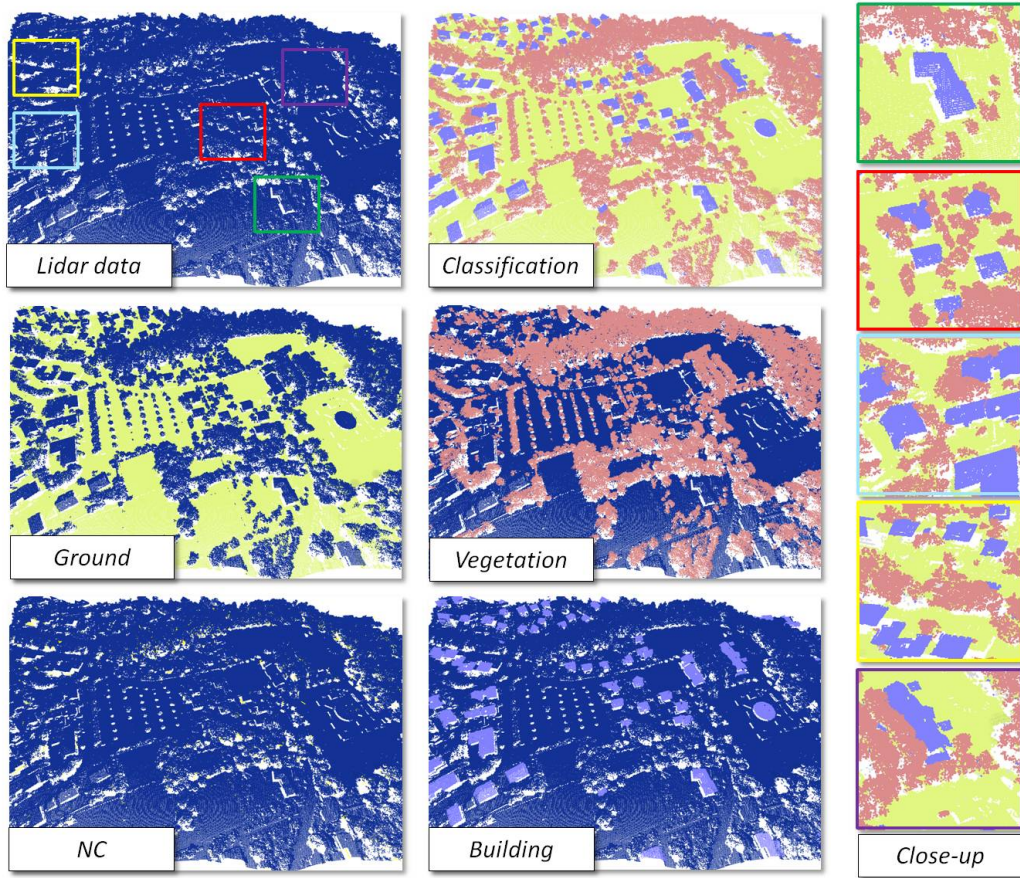 Lidar data
Classification
Ground
Vegetation
NC
Building
Close-up